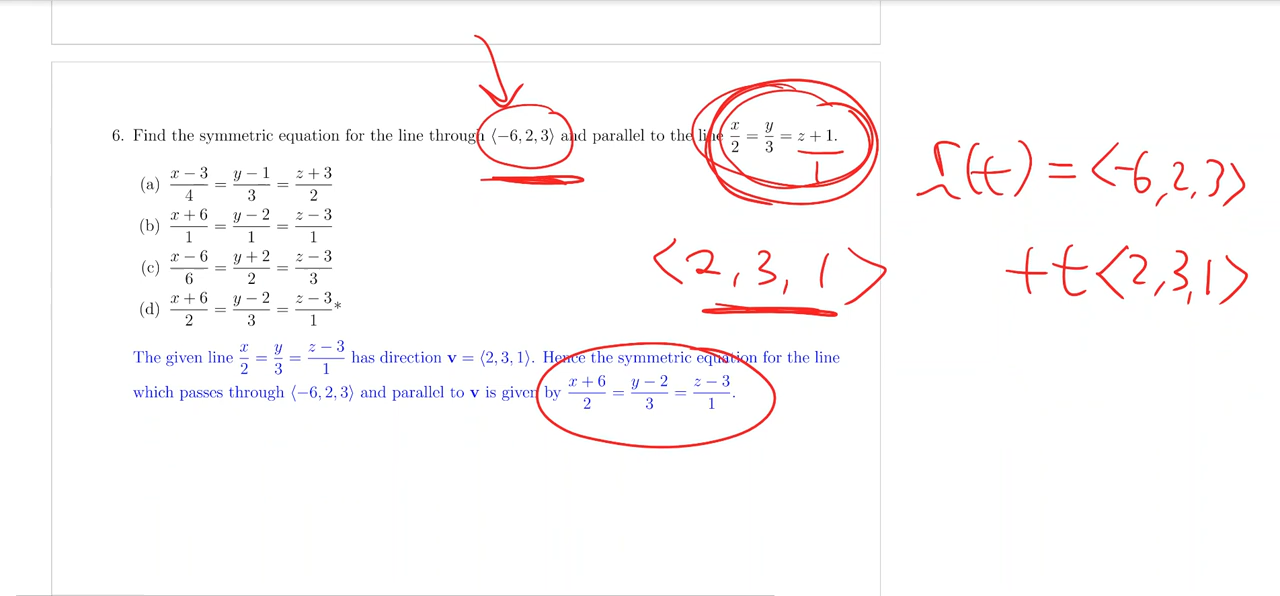 6. Find the symmetric equation for the line through ⟨−6, 2, 3⟩ and parallel to the line x/2 = y/3 = z + 1.
1
(a) (x − 3)/4 = (y − 1)/3 = (z + 3)/2
(b) (x + 6)/1 = (y − 2)/1 = (z − 3)/1
(c) (x − 6)/6 = (y + 2)/2 = (z − 3)/3
(d) (x + 6)/2 = (y − 2)/3 = (z − 3)/1 *
The given line x/2 = y/3 = (z − 3)/1 has direction v = ⟨2, 3, 1⟩. Hence the symmetric equation for the line
which passes through ⟨−6, 2, 3⟩ and parallel to v is given by (x + 6)/2 = (y − 2)/3 = (z − 3)/1.
<2, 3, 1>
r(t) = <-6, 2, 3>
+ t<2, 3, 1>